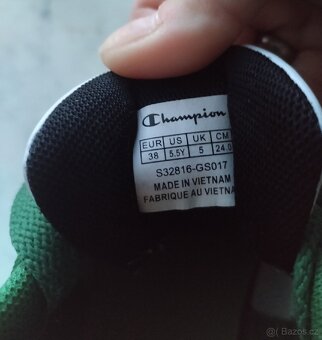 Champion
EUR US UK CM
38 5.5Y 5 24.0
S32816-GS017
MADE IN VIETNAM
FABRIQUE AU VIETNA
Bazos.cz